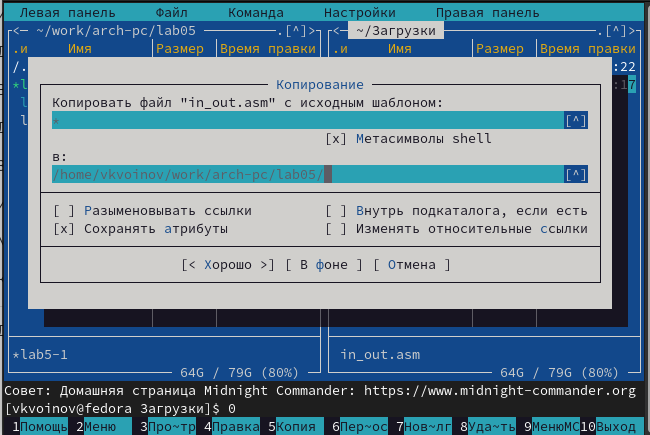 Левая панель Файл Команда Настройки Правая панель
<─ ~/work/arch-pc/lab05 .[^]> <─ ~/Загрузки .[^]>
.и Имя Размер Время правки .и Имя Размер Время правки
/. :22
*l :17
l
l
Копирование
Копировать файл "in_out.asm" с исходным шаблоном:
* [^]
[x] Метасимволы shell
в:
/home/vkvoinov/work/arch-pc/lab05/ [^]
[ ] Разыменовывать ссылки [ ] Внутрь подкаталога, если есть
[x] Сохранять атрибуты [ ] Изменять относительные ссылки
[< Хорошо >] [ В фоне ] [ Отмена ]
*lab5-1 in_out.asm
64G / 79G (80%) 64G / 79G (80%)
Совет: Домашняя страница Midnight Commander: https://www.midnight-commander.org
[vkvoinov@fedora Загрузки]$ 0
1Помощь 2Меню 3Про~тр 4Правка 5Копия 6Пер~ос 7Нов~лг 8Уда~ть 9МенюMC 10Выход